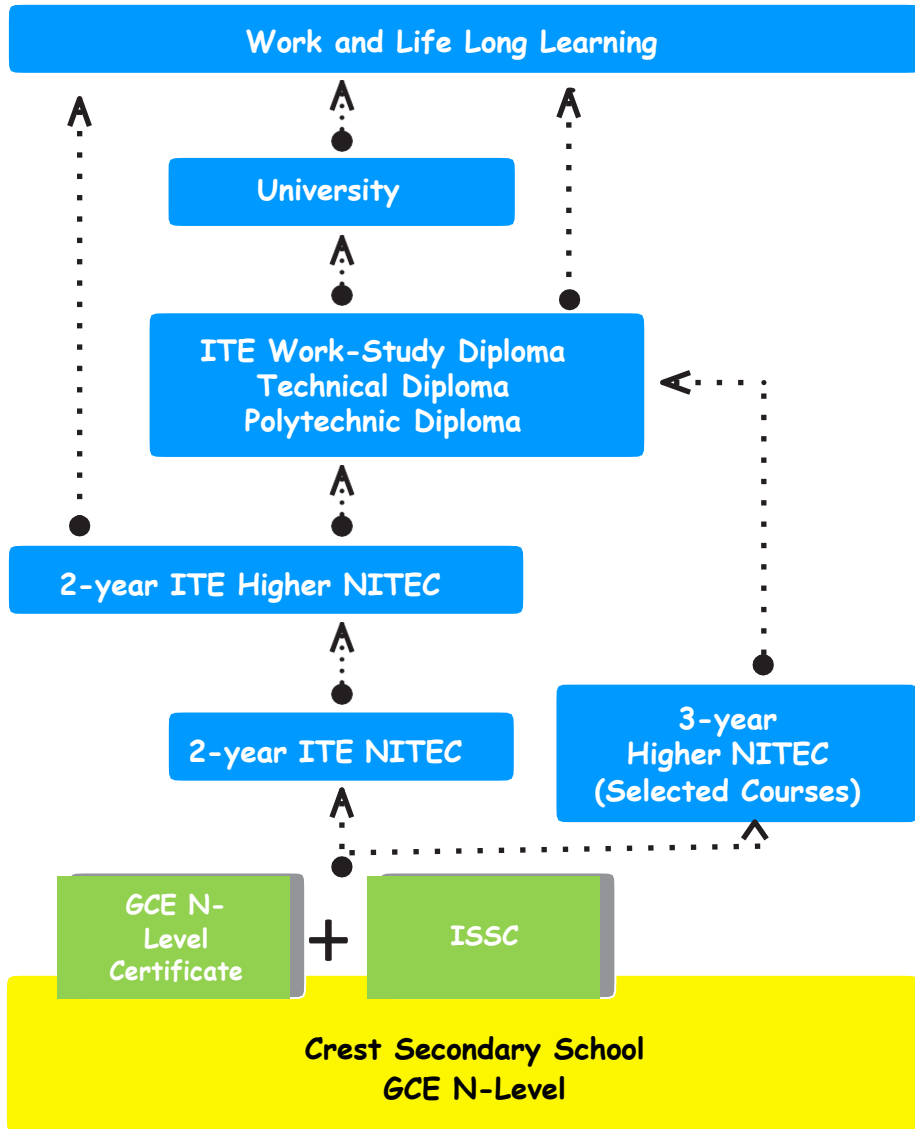 Work and Life Long Learning
University
ITE Work-Study Diploma
Technical Diploma
Polytechnic Diploma
2-year ITE Higher NITEC
2-year ITE NITEC
3-year
Higher NITEC
(Selected Courses)
GCE N-
Level
Certificate
+
ISSC
Crest Secondary School
GCE N-Level